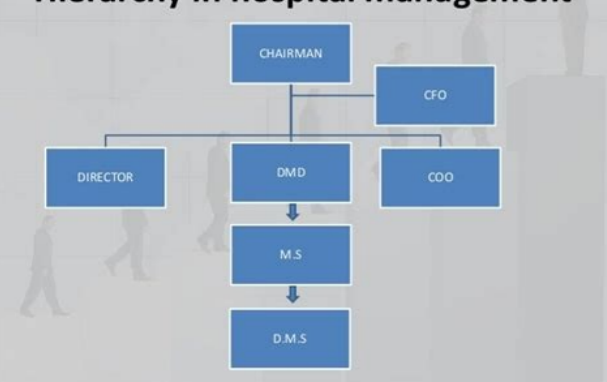 Hierarchy in hospital management
CHAIRMAN
CFO
DIRECTOR
DMD
COO
M.S
D.M.S